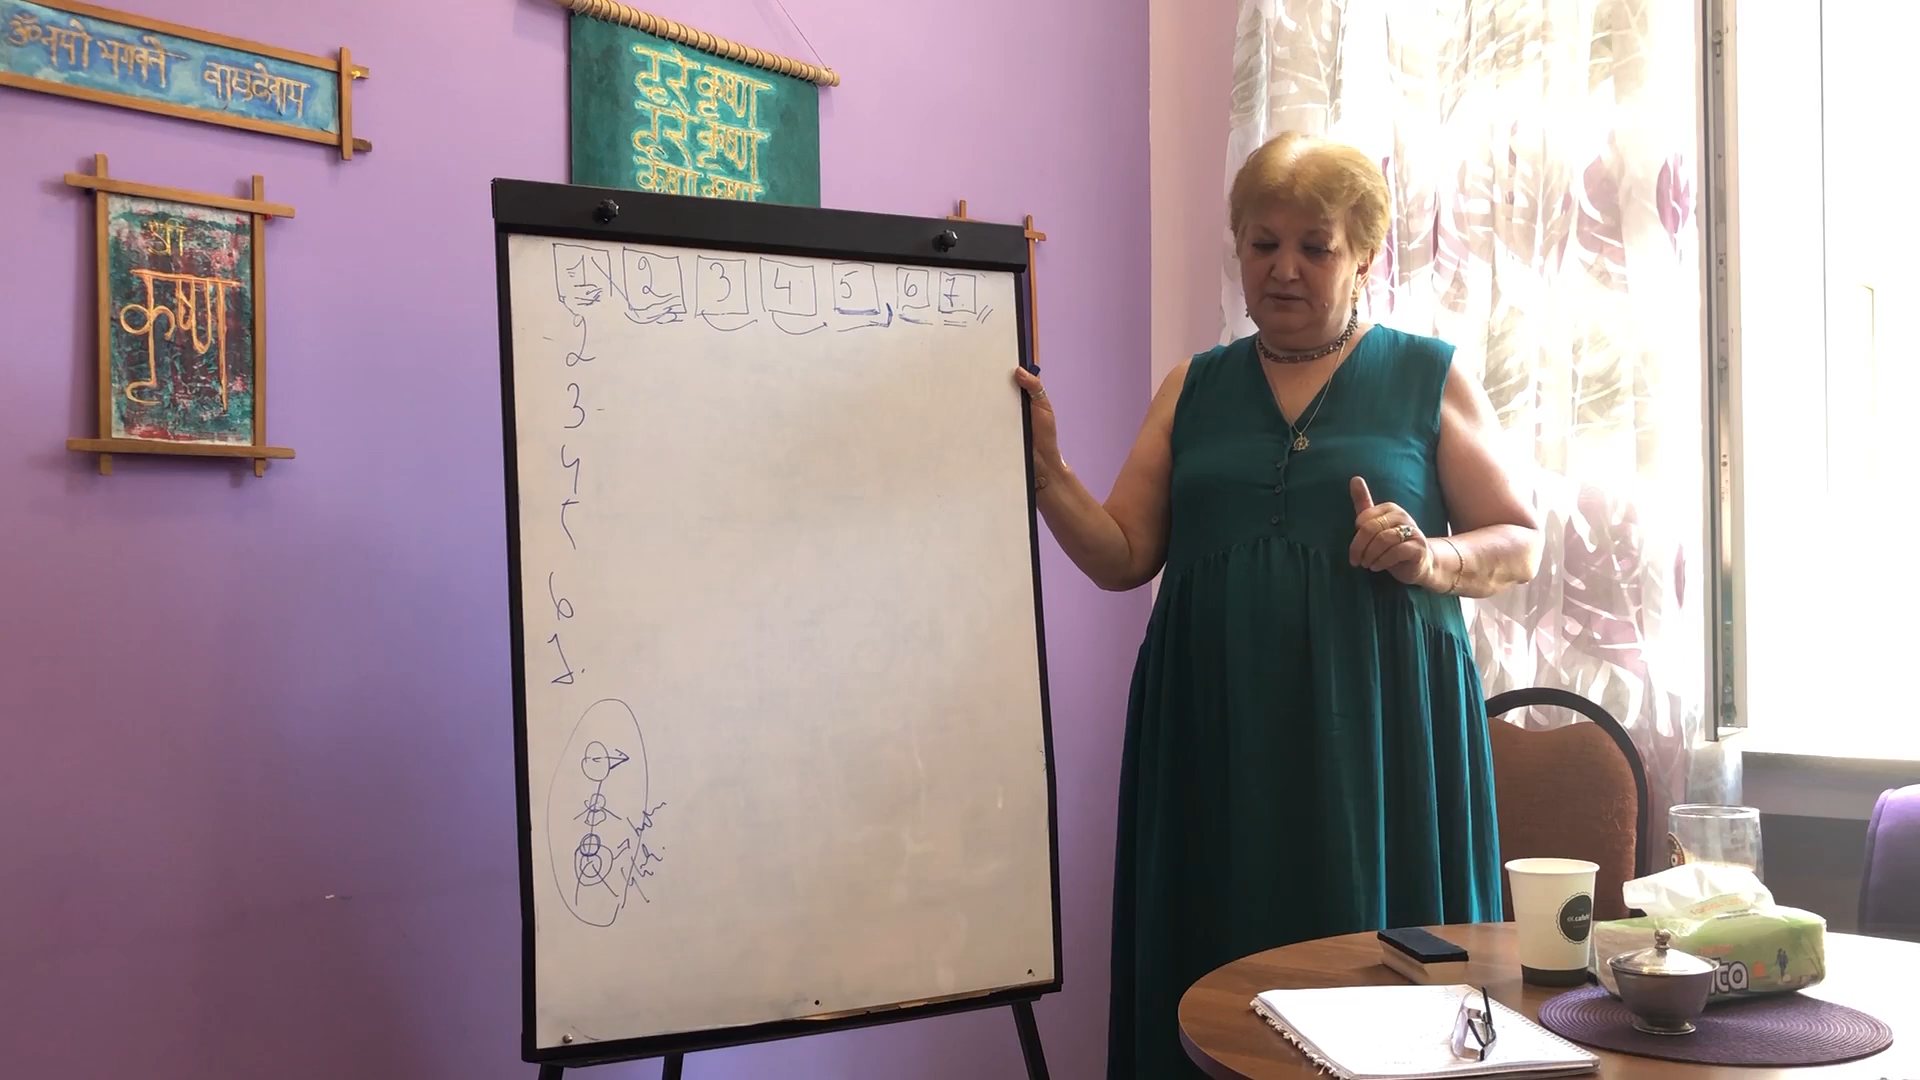 ॐ नमो भगवते वासुदेवाय
हरे कृष्ण
हरे कृष्ण
कृष्ण कृष्ण
श्री
कृष्ण
1 2 3 4 5 6 7
2
3
4
5
6
7